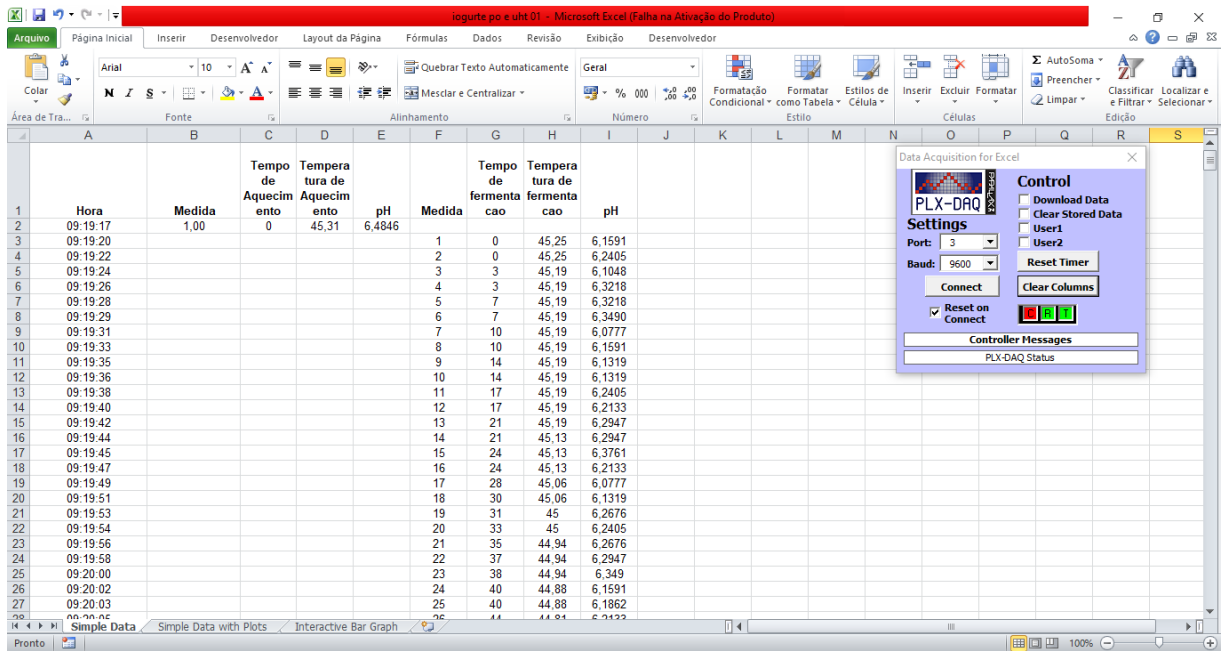 iogurte po e uht 01 - Microsoft Excel (Falha na Ativação do Produto)
Arquivo Página Inicial Inserir Desenvolvedor Layout da Página Fórmulas Dados Revisão Exibição Desenvolvedor
Colar
Área de Tra...
Arial 10
N I S
Fonte
Quebrar Texto Automaticamente
Mesclar e Centralizar
Alinhamento
Geral
% 000
Número
Formatação Condicional
Formatar como Tabela
Estilos de Célula
Estilo
Inserir Excluir Formatar
Células
Σ AutoSoma
Preencher
Limpar
Classificar e Filtrar
Localizar e Selecionar
Edição
A B C D E F G H I J K L M N O P Q R S
1 Hora Medida Tempo de Aquecimento Temperatura de Aquecimento pH Medida Tempo de fermentacao Temperatura de fermentacao pH
2 09:19:17 1,00 0 45,31 6,4846
3 09:19:20 1 0 45,25 6,1591
4 09:19:22 2 0 45,25 6,2405
5 09:19:24 3 3 45,19 6,1048
6 09:19:26 4 3 45,19 6,3218
7 09:19:28 5 7 45,19 6,3218
8 09:19:29 6 7 45,19 6,3490
9 09:19:31 7 10 45,19 6,0777
10 09:19:33 8 10 45,19 6,1591
11 09:19:35 9 14 45,19 6,1319
12 09:19:36 10 14 45,19 6,1319
13 09:19:38 11 17 45,19 6,2405
14 09:19:40 12 17 45,19 6,2133
15 09:19:42 13 21 45,19 6,2947
16 09:19:44 14 21 45,13 6,2947
17 09:19:45 15 24 45,13 6,3761
18 09:19:47 16 24 45,13 6,2133
19 09:19:49 17 28 45,06 6,0777
20 09:19:51 18 30 45,06 6,1319
21 09:19:53 19 31 45 6,2676
22 09:19:54 20 33 45 6,2405
23 09:19:56 21 35 44,94 6,2676
24 09:19:58 22 37 44,94 6,2947
25 09:20:00 23 38 44,94 6,349
26 09:20:02 24 40 44,88 6,1591
27 09:20:03 25 40 44,88 6,1862
28 09:20:05 26 44 44,81 6,2133
Data Acquisition for Excel
PLX-DAQ
PARALLAX
Control
Download Data
Clear Stored Data
User1
User2
Settings
Port: 3
Baud: 9600
Reset Timer
Connect
Clear Columns
Reset on Connect
C R T
Controller Messages
PLX-DAQ Status
Simple Data Simple Data with Plots Interactive Bar Graph
Pronto
100%